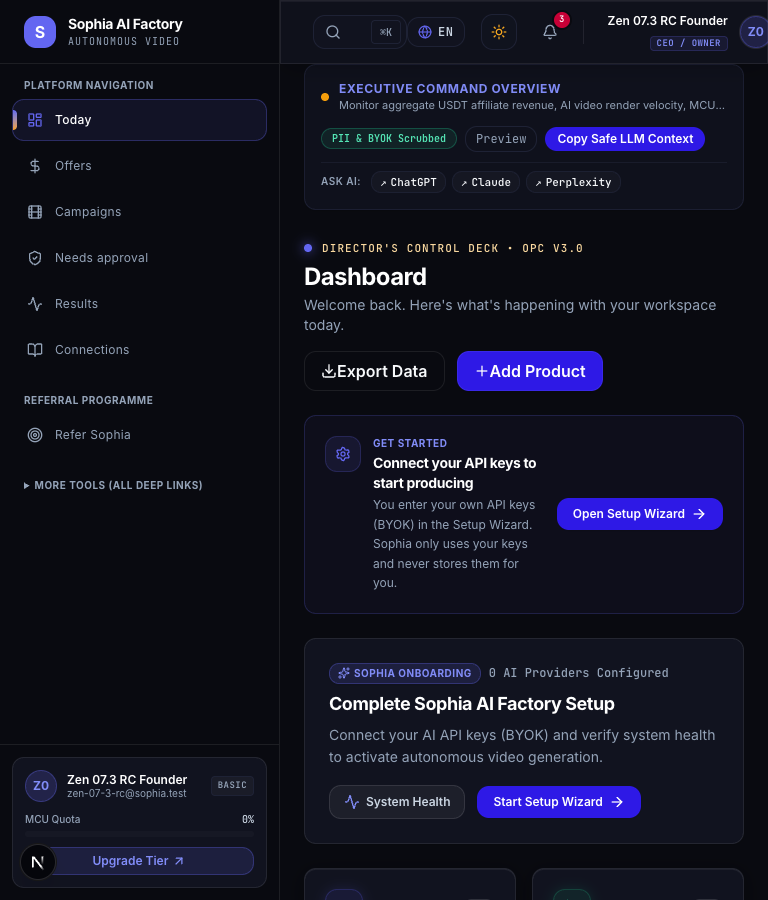 S
Sophia AI Factory
AUTONOMOUS VIDEO
PLATFORM NAVIGATION
Today
Offers
Campaigns
Needs approval
Results
Connections
REFERRAL PROGRAMME
Refer Sophia
MORE TOOLS (ALL DEEP LINKS)
Z0
Zen 07.3 RC Founder
zen-07-3-rc@sophia.test
BASIC
MCU Quota
0%
Upgrade Tier
N
⌘K
EN
3
Zen 07.3 RC Founder
CEO / OWNER
Z0
EXECUTIVE COMMAND OVERVIEW
Monitor aggregate USDT affiliate revenue, AI video render velocity, MCU...
PII & BYOK Scrubbed
Preview
Copy Safe LLM Context
ASK AI:
↗ ChatGPT
↗ Claude
↗ Perplexity
DIRECTOR'S CONTROL DECK • OPC V3.0
Dashboard
Welcome back. Here's what's happening with your workspace
today.
Export Data
Add Product
GET STARTED
Connect your API keys to
start producing
You enter your own API keys
(BYOK) in the Setup Wizard.
Sophia only uses your keys
and never stores them for
you.
Open Setup Wizard
SOPHIA ONBOARDING
0 AI Providers Configured
Complete Sophia AI Factory Setup
Connect your AI API keys (BYOK) and verify system health
to activate autonomous video generation.
System Health
Start Setup Wizard